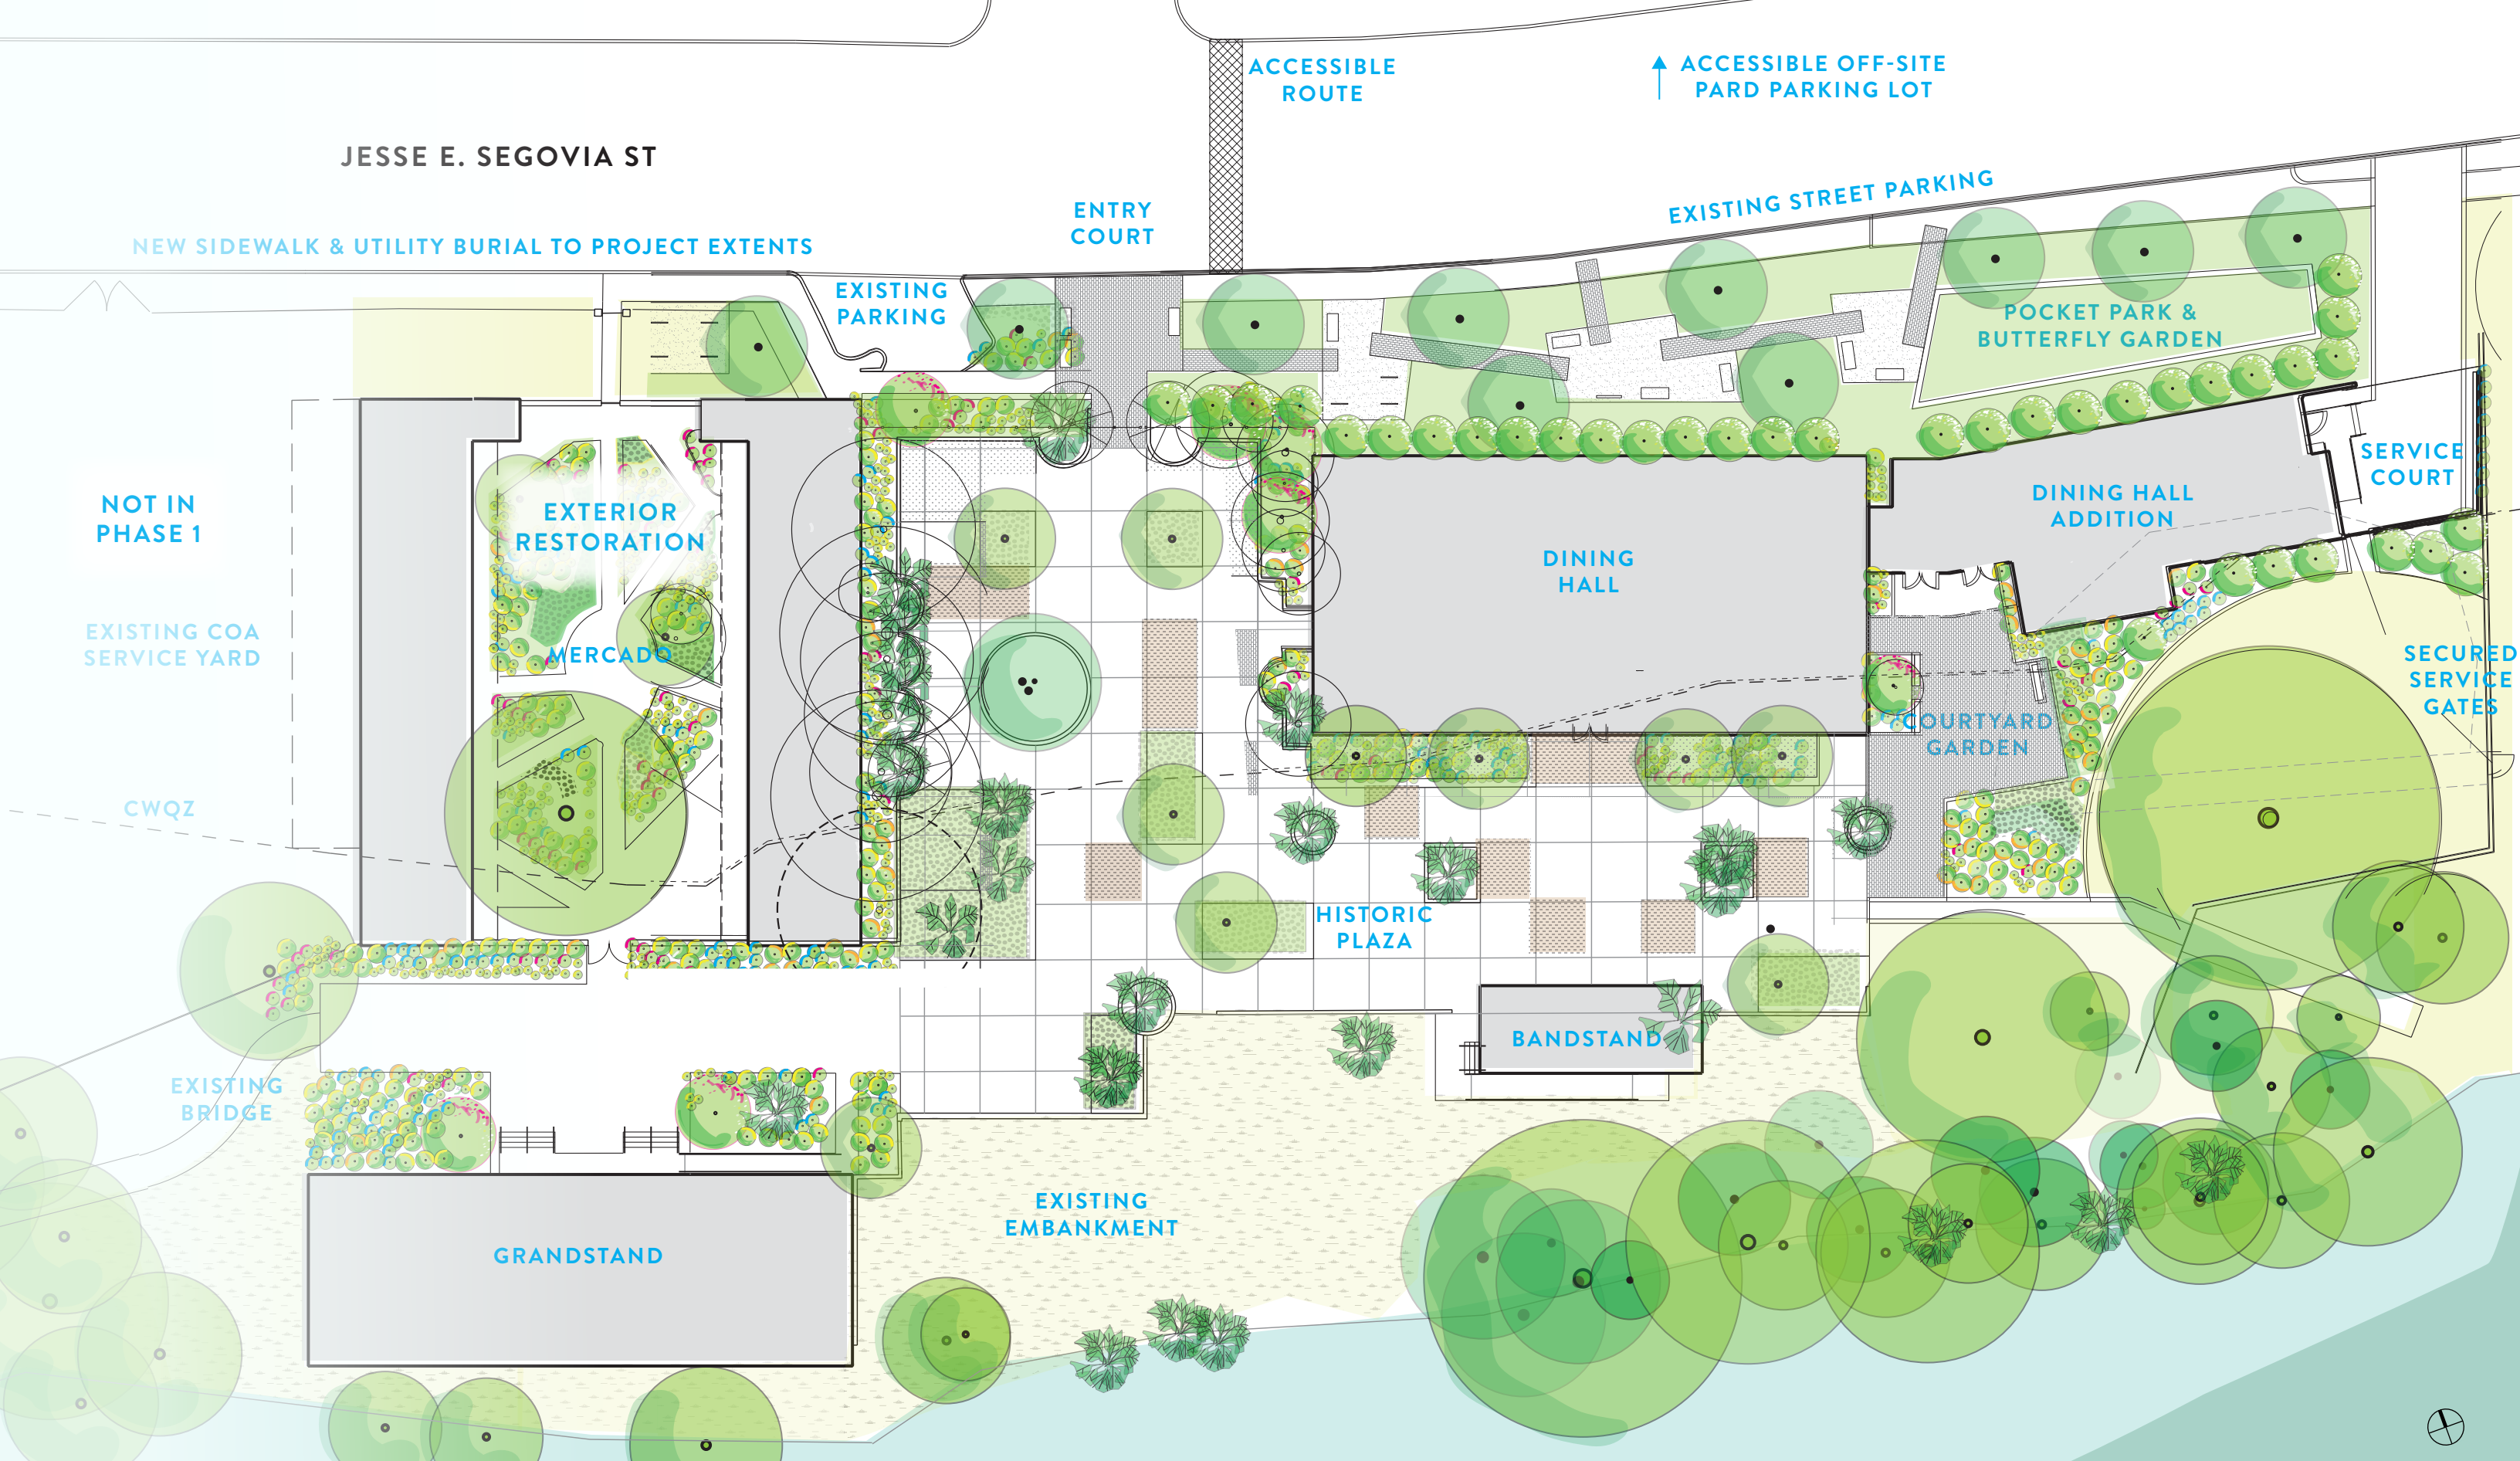 ACCESSIBLE
ROUTE
ACCESSIBLE OFF-SITE
PARD PARKING LOT
JESSE E. SEGOVIA ST
EXISTING STREET PARKING
ENTRY
COURT
NEW SIDEWALK & UTILITY BURIAL TO PROJECT EXTENTS
EXISTING
PARKING
POCKET PARK &
BUTTERFLY GARDEN
SERVICE
COURT
NOT IN
PHASE 1
EXTERIOR
RESTORATION
DINING HALL
ADDITION
DINING
HALL
EXISTING COA
SERVICE YARD
MERCADO
SECURED
SERVICE
GATES
COURTYARD
GARDEN
CWQZ
HISTORIC
PLAZA
BANDSTAND
EXISTING
BRIDGE
EXISTING
EMBANKMENT
GRANDSTAND